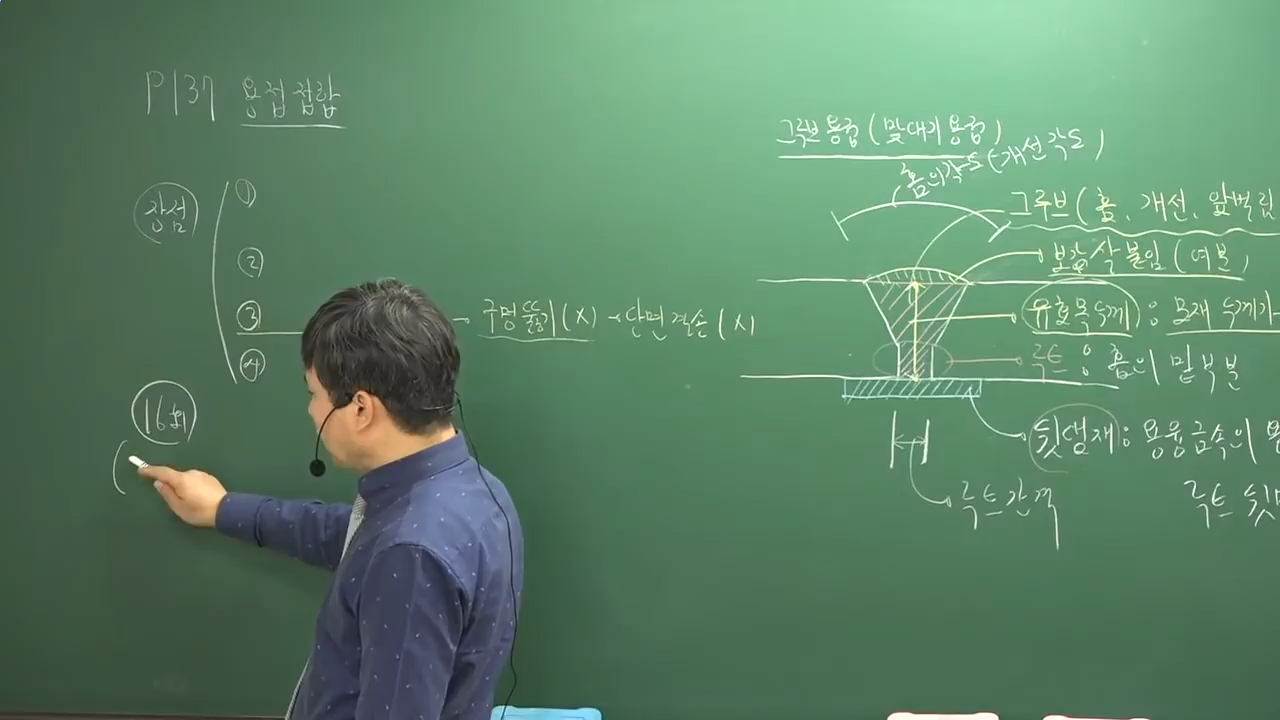 P137 용접접합
장점
①
②
③ → 구멍뚫기(X) → 단면결손(X)
④
16회
(
그루브용접(맞대기용접)
홈의각도(개선각도)
그루브(홈, 개선, 앞벌림
보강살붙임(여분)
유효목두께 : 모재두께가
루트 : 홈의 밑부분
뒷댐재 : 용융금속의
루트간격
루트 뒷